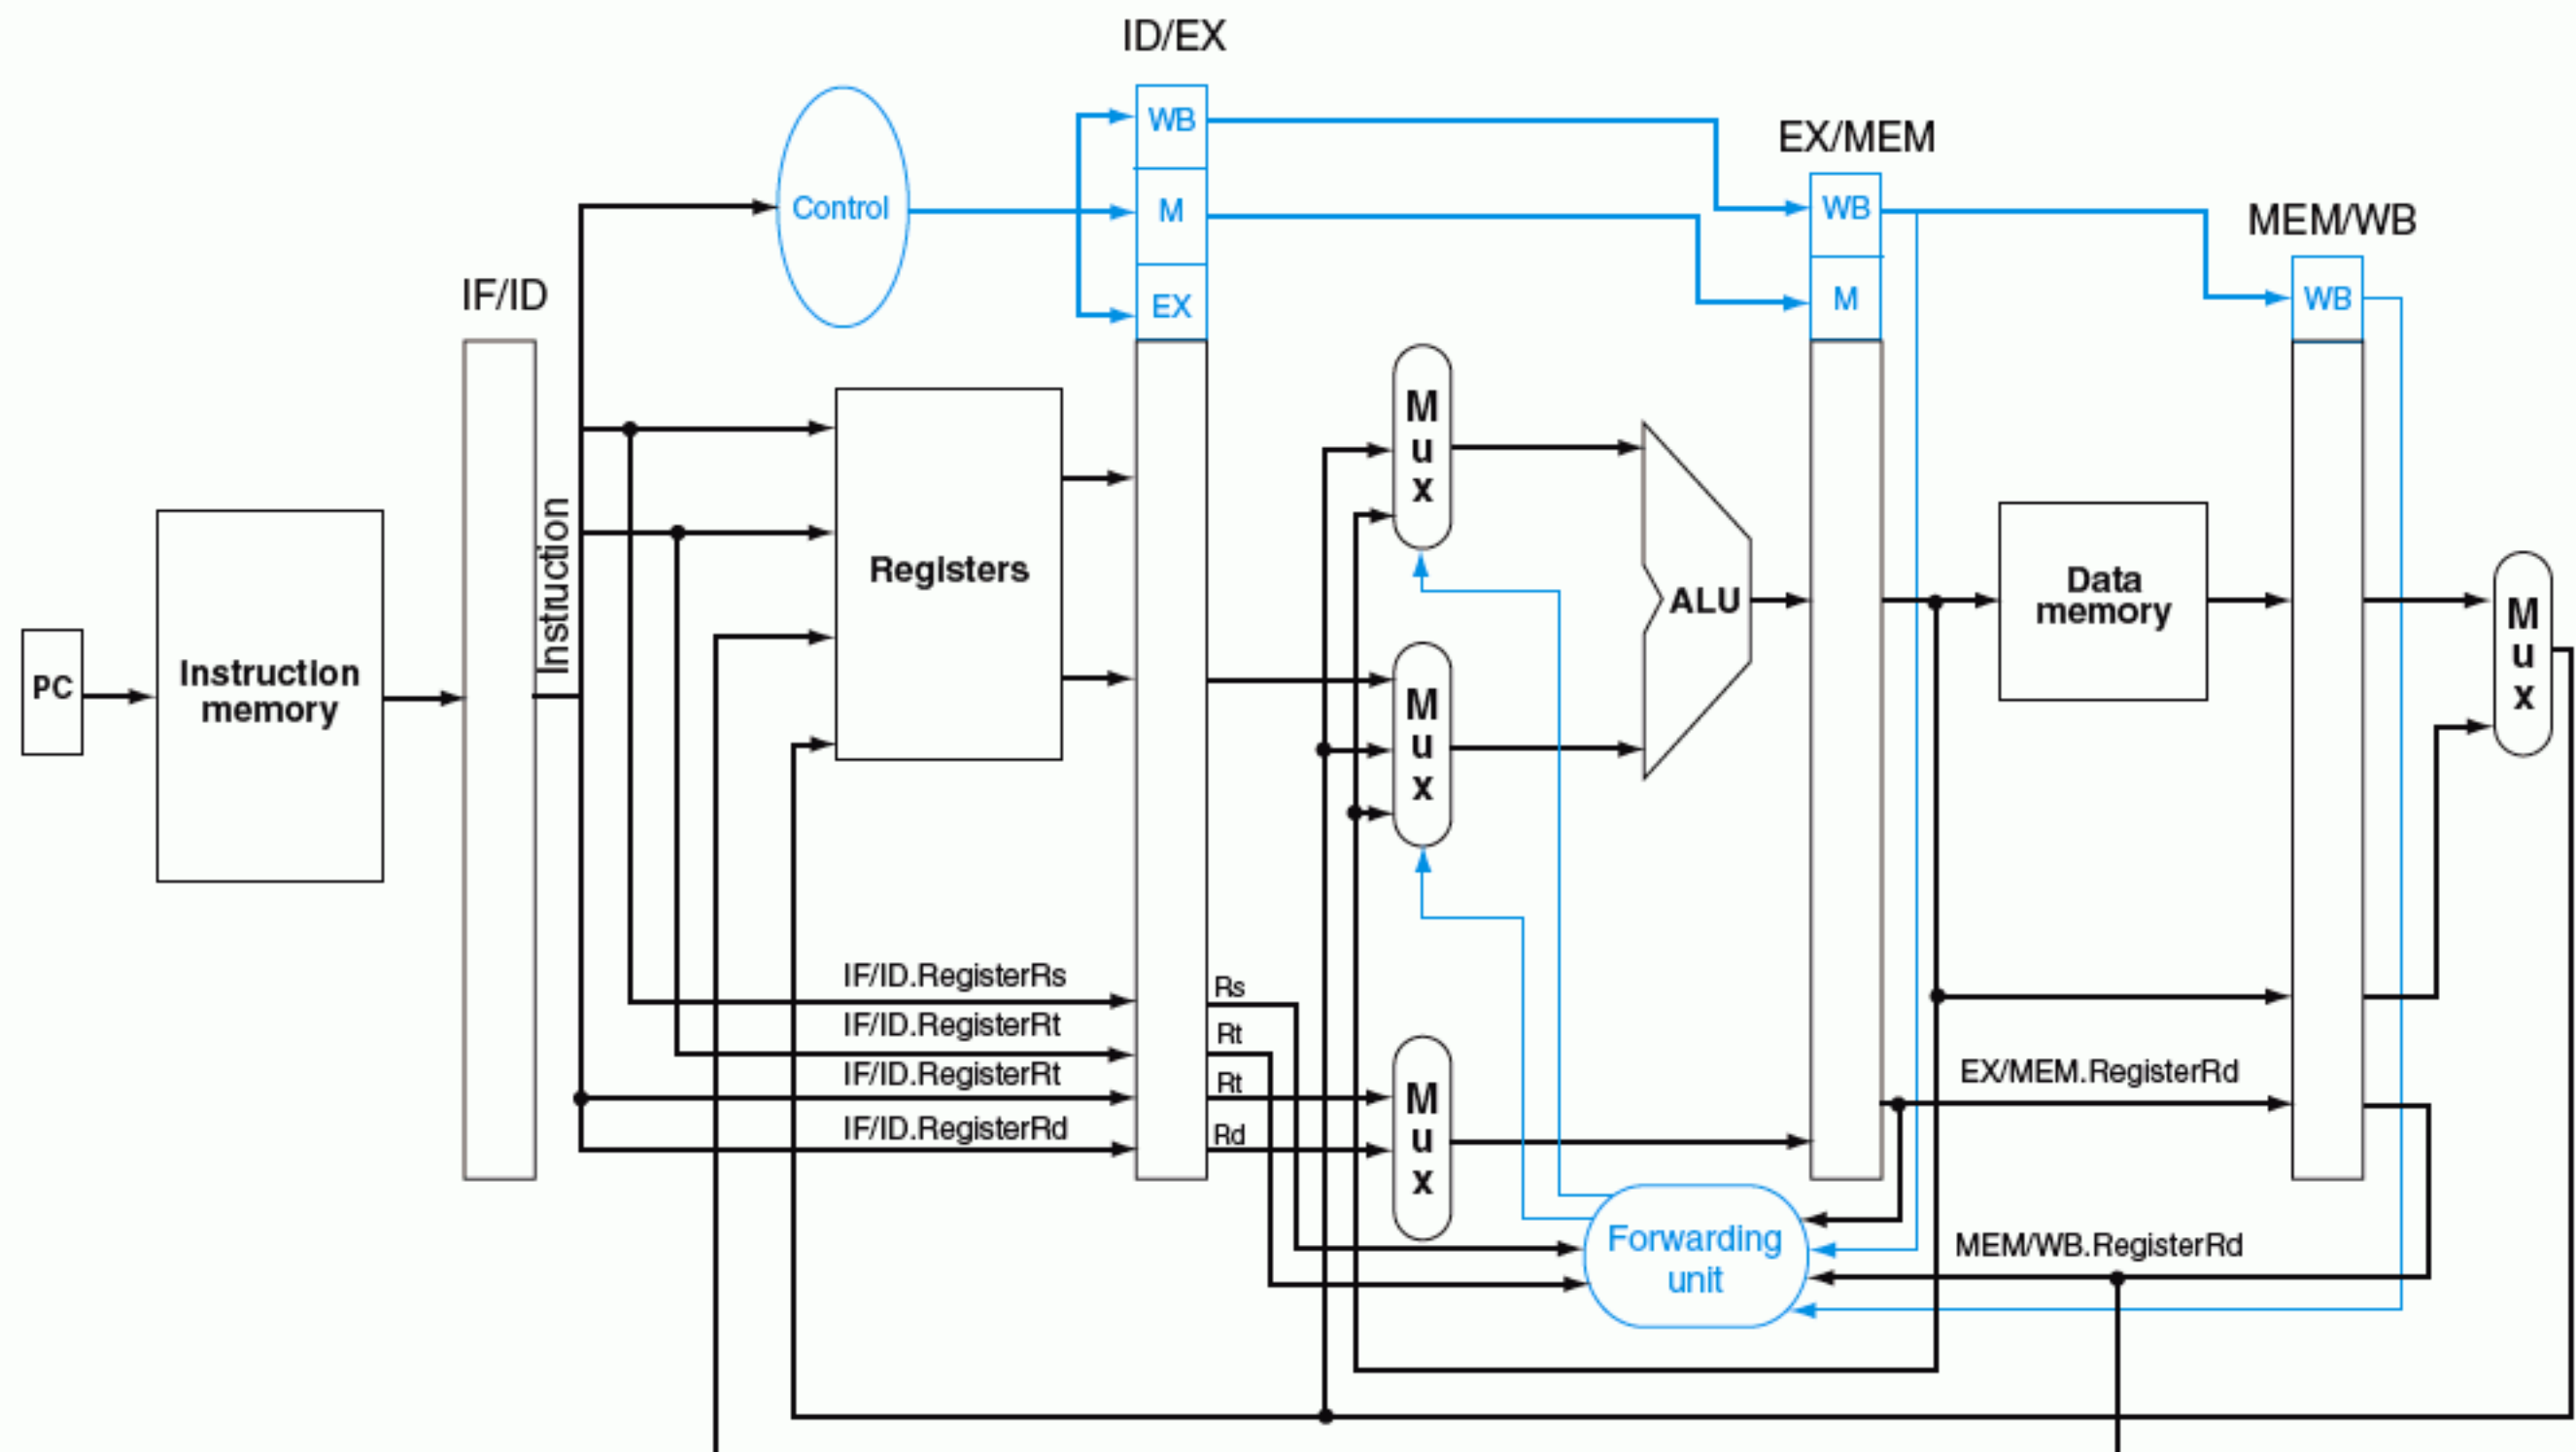 ID/EX
WB
EX/MEM
Control
M
WB
MEM/WB
IF/ID
EX
M
WB
M
u
x
Instruction
Registers
ALU
Data
memory
M
u
x
PC
Instruction
memory
M
u
x
IF/ID.RegisterRs
Rs
IF/ID.RegisterRt
Rt
IF/ID.RegisterRt
Rt
EX/MEM.RegisterRd
IF/ID.RegisterRd
Rd
M
u
x
Forwarding
unit
MEM/WB.RegisterRd